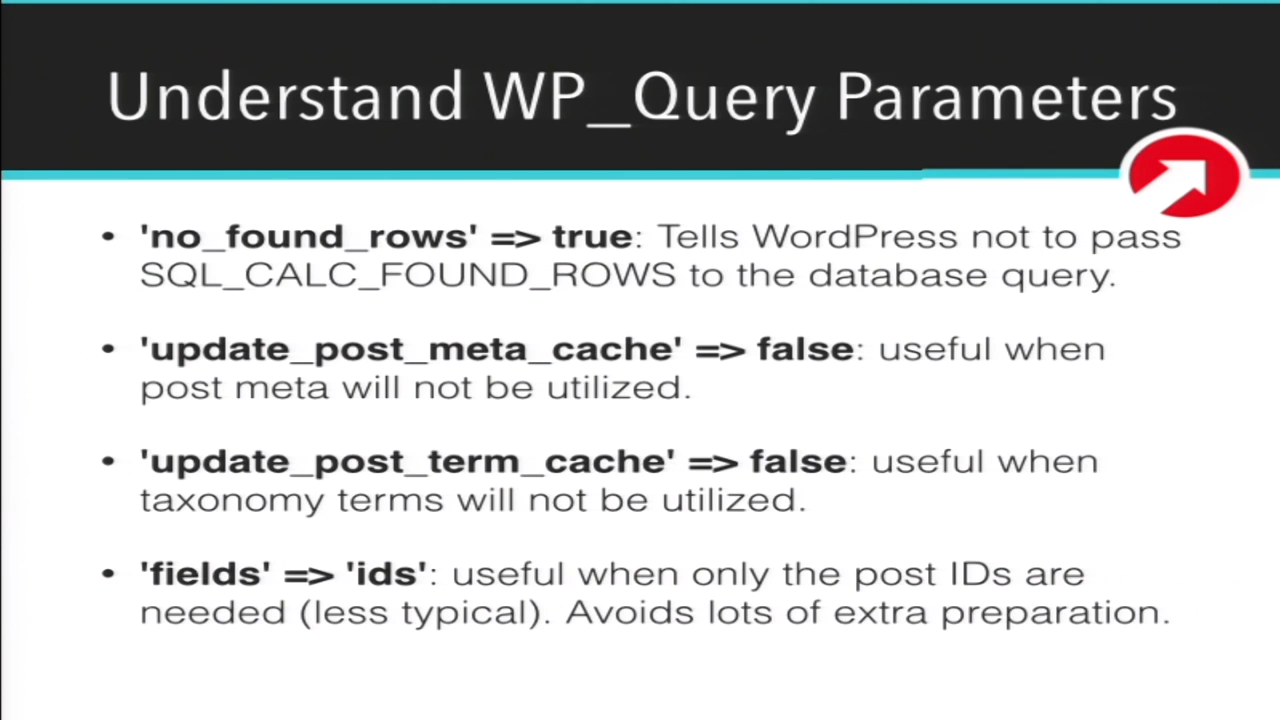 Understand WP_Query Parameters
• 'no_found_rows' => true: Tells WordPress not to pass
SQL_CALC_FOUND_ROWS to the database query.
• 'update_post_meta_cache' => false: useful when
post meta will not be utilized.
• 'update_post_term_cache' => false: useful when
taxonomy terms will not be utilized.
• 'fields' => 'ids': useful when only the post IDs are
needed (less typical). Avoids lots of extra preparation.